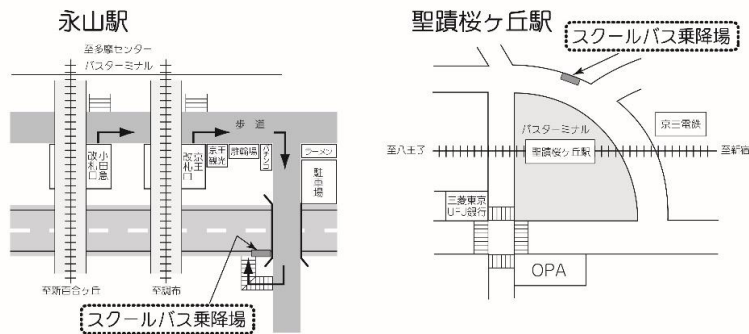 永山駅
至多摩センター
バスターミナル
歩 道
小田急
改札口
京王
改札口
京王
観光
駐輪場
パチンコ
ラーメン
駐車場
至新百合ヶ丘
至調布
スクールバス乗降場
聖蹟桜ヶ丘駅
スクールバス乗降場
京三電鉄
バスターミナル
至八王子
聖蹟桜ヶ丘駅
至新宿
三菱東京
UFJ銀行
OPA